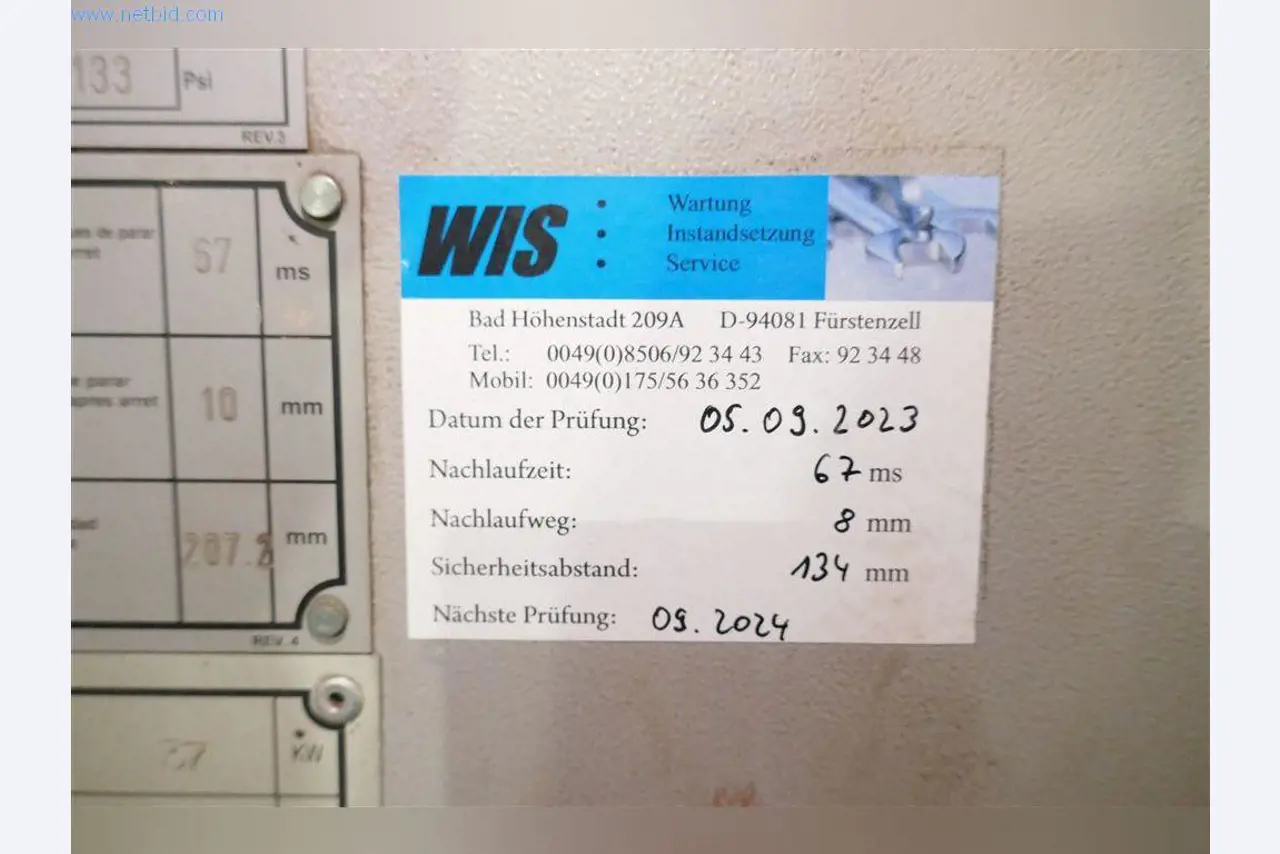 www.netbid.com
133 Psi
REV.3
67 ms
10 mm
mm
REV. 4
KW
WIS
• Wartung
• Instandsetzung
• Service
Bad Höhenstadt 209A D-94081 Fürstenzell
Tel.: 0049(0)8506/92 34 43 Fax: 92 34 48
Mobil: 0049(0)175/56 36 352
Datum der Prüfung: 05.09.2023
Nachlaufzeit: 67 ms
Nachlaufweg: 8 mm
Sicherheitsabstand: 134 mm
Nächste Prüfung: 09.2024